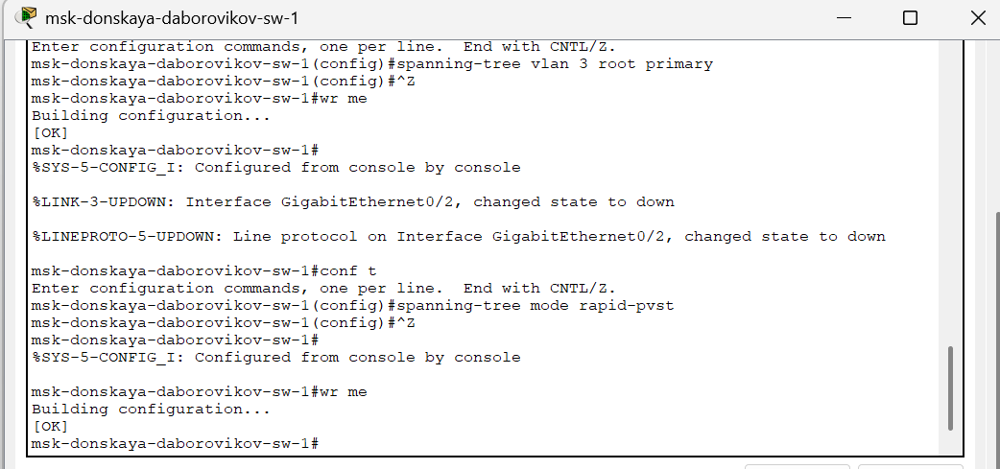 msk-donskaya-daborovikov-sw-1
Enter configuration commands, one per line.  End with CNTL/Z.
msk-donskaya-daborovikov-sw-1(config)#spanning-tree vlan 3 root primary
msk-donskaya-daborovikov-sw-1(config)#^Z
msk-donskaya-daborovikov-sw-1#wr me
Building configuration...
[OK]
msk-donskaya-daborovikov-sw-1#
%SYS-5-CONFIG_I: Configured from console by console
%LINK-3-UPDOWN: Interface GigabitEthernet0/2, changed state to down
%LINEPROTO-5-UPDOWN: Line protocol on Interface GigabitEthernet0/2, changed state to down
msk-donskaya-daborovikov-sw-1#conf t
Enter configuration commands, one per line.  End with CNTL/Z.
msk-donskaya-daborovikov-sw-1(config)#spanning-tree mode rapid-pvst
msk-donskaya-daborovikov-sw-1(config)#^Z
msk-donskaya-daborovikov-sw-1#
%SYS-5-CONFIG_I: Configured from console by console
msk-donskaya-daborovikov-sw-1#wr me
Building configuration...
[OK]
msk-donskaya-daborovikov-sw-1#